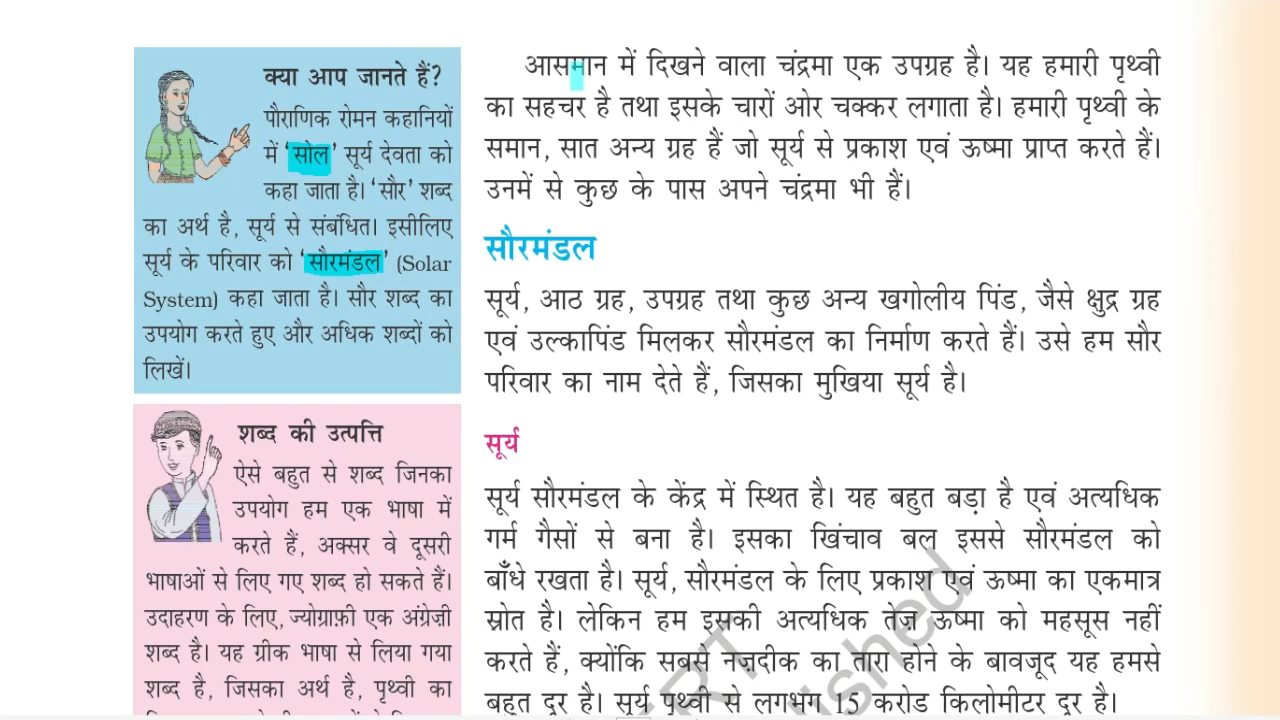 क्या आप जानते हैं?
पौराणिक रोमन कहानियों
में ‘सोल’ सूर्य देवता को
कहा जाता है। ‘सौर’ शब्द
का अर्थ है, सूर्य से संबंधित। इसीलिए
सूर्य के परिवार को ‘सौरमंडल’ (Solar
System) कहा जाता है। सौर शब्द का
उपयोग करते हुए और अधिक शब्दों को
लिखें।
शब्द की उत्पत्ति
ऐसे बहुत से शब्द जिनका
उपयोग हम एक भाषा में
करते हैं, अक्सर वे दूसरी
भाषाओं से लिए गए शब्द हो सकते हैं।
उदाहरण के लिए, ज्योग्राफ़ी एक अंग्रेजी
शब्द है। यह ग्रीक भाषा से लिया गया
शब्द है, जिसका अर्थ है, पृथ्वी का
आसमान में दिखने वाला चंद्रमा एक उपग्रह है। यह हमारी पृथ्वी
का सहचर है तथा इसके चारों ओर चक्कर लगाता है। हमारी पृथ्वी के
समान, सात अन्य ग्रह हैं जो सूर्य से प्रकाश एवं ऊष्मा प्राप्त करते हैं।
उनमें से कुछ के पास अपने चंद्रमा भी हैं।
सौरमंडल
सूर्य, आठ ग्रह, उपग्रह तथा कुछ अन्य खगोलीय पिंड, जैसे क्षुद्र ग्रह
एवं उल्कापिंड मिलकर सौरमंडल का निर्माण करते हैं। उसे हम सौर
परिवार का नाम देते हैं, जिसका मुखिया सूर्य है।
सूर्य
सूर्य सौरमंडल के केंद्र में स्थित है। यह बहुत बड़ा है एवं अत्यधिक
गर्म गैसों से बना है। इसका खिंचाव बल इससे सौरमंडल को
बाँधे रखता है। सूर्य, सौरमंडल के लिए प्रकाश एवं ऊष्मा का एकमात्र
स्रोत है। लेकिन हम इसकी अत्यधिक तेज़ ऊष्मा को महसूस नहीं
करते हैं, क्योंकि सबसे नज़दीक का तारा होने के बावजूद यह हमसे
बहुत दूर है। सूर्य पृथ्वी से लगभग 15 करोड़ किलोमीटर दूर है।